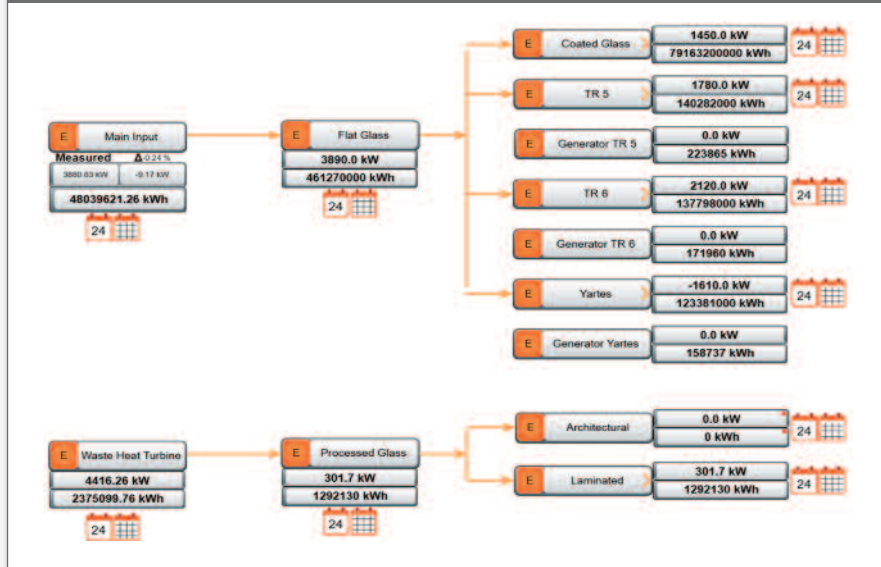 E Main Input
Measured Δ-0.24 %
3880.83 kW -9.17 kW
48039621.26 kWh
24
E Flat Glass
3890.0 kW
461270000 kWh
24
E Coated Glass
1450.0 kW
79163200000 kWh
24
E TR 5
1780.0 kW
140282000 kWh
24
E Generator TR 5
0.0 kW
223865 kWh
E TR 6
2120.0 kW
137798000 kWh
24
E Generator TR 6
0.0 kW
171960 kWh
E Yartes
-1610.0 kW
123381000 kWh
24
E Generator Yartes
0.0 kW
158737 kWh
E Waste Heat Turbine
4416.26 kW
2375099.76 kWh
24
E Processed Glass
301.7 kW
1292130 kWh
24
E Architectural
0.0 kW
0 kWh
24
E Laminated
301.7 kW
1292130 kWh
24